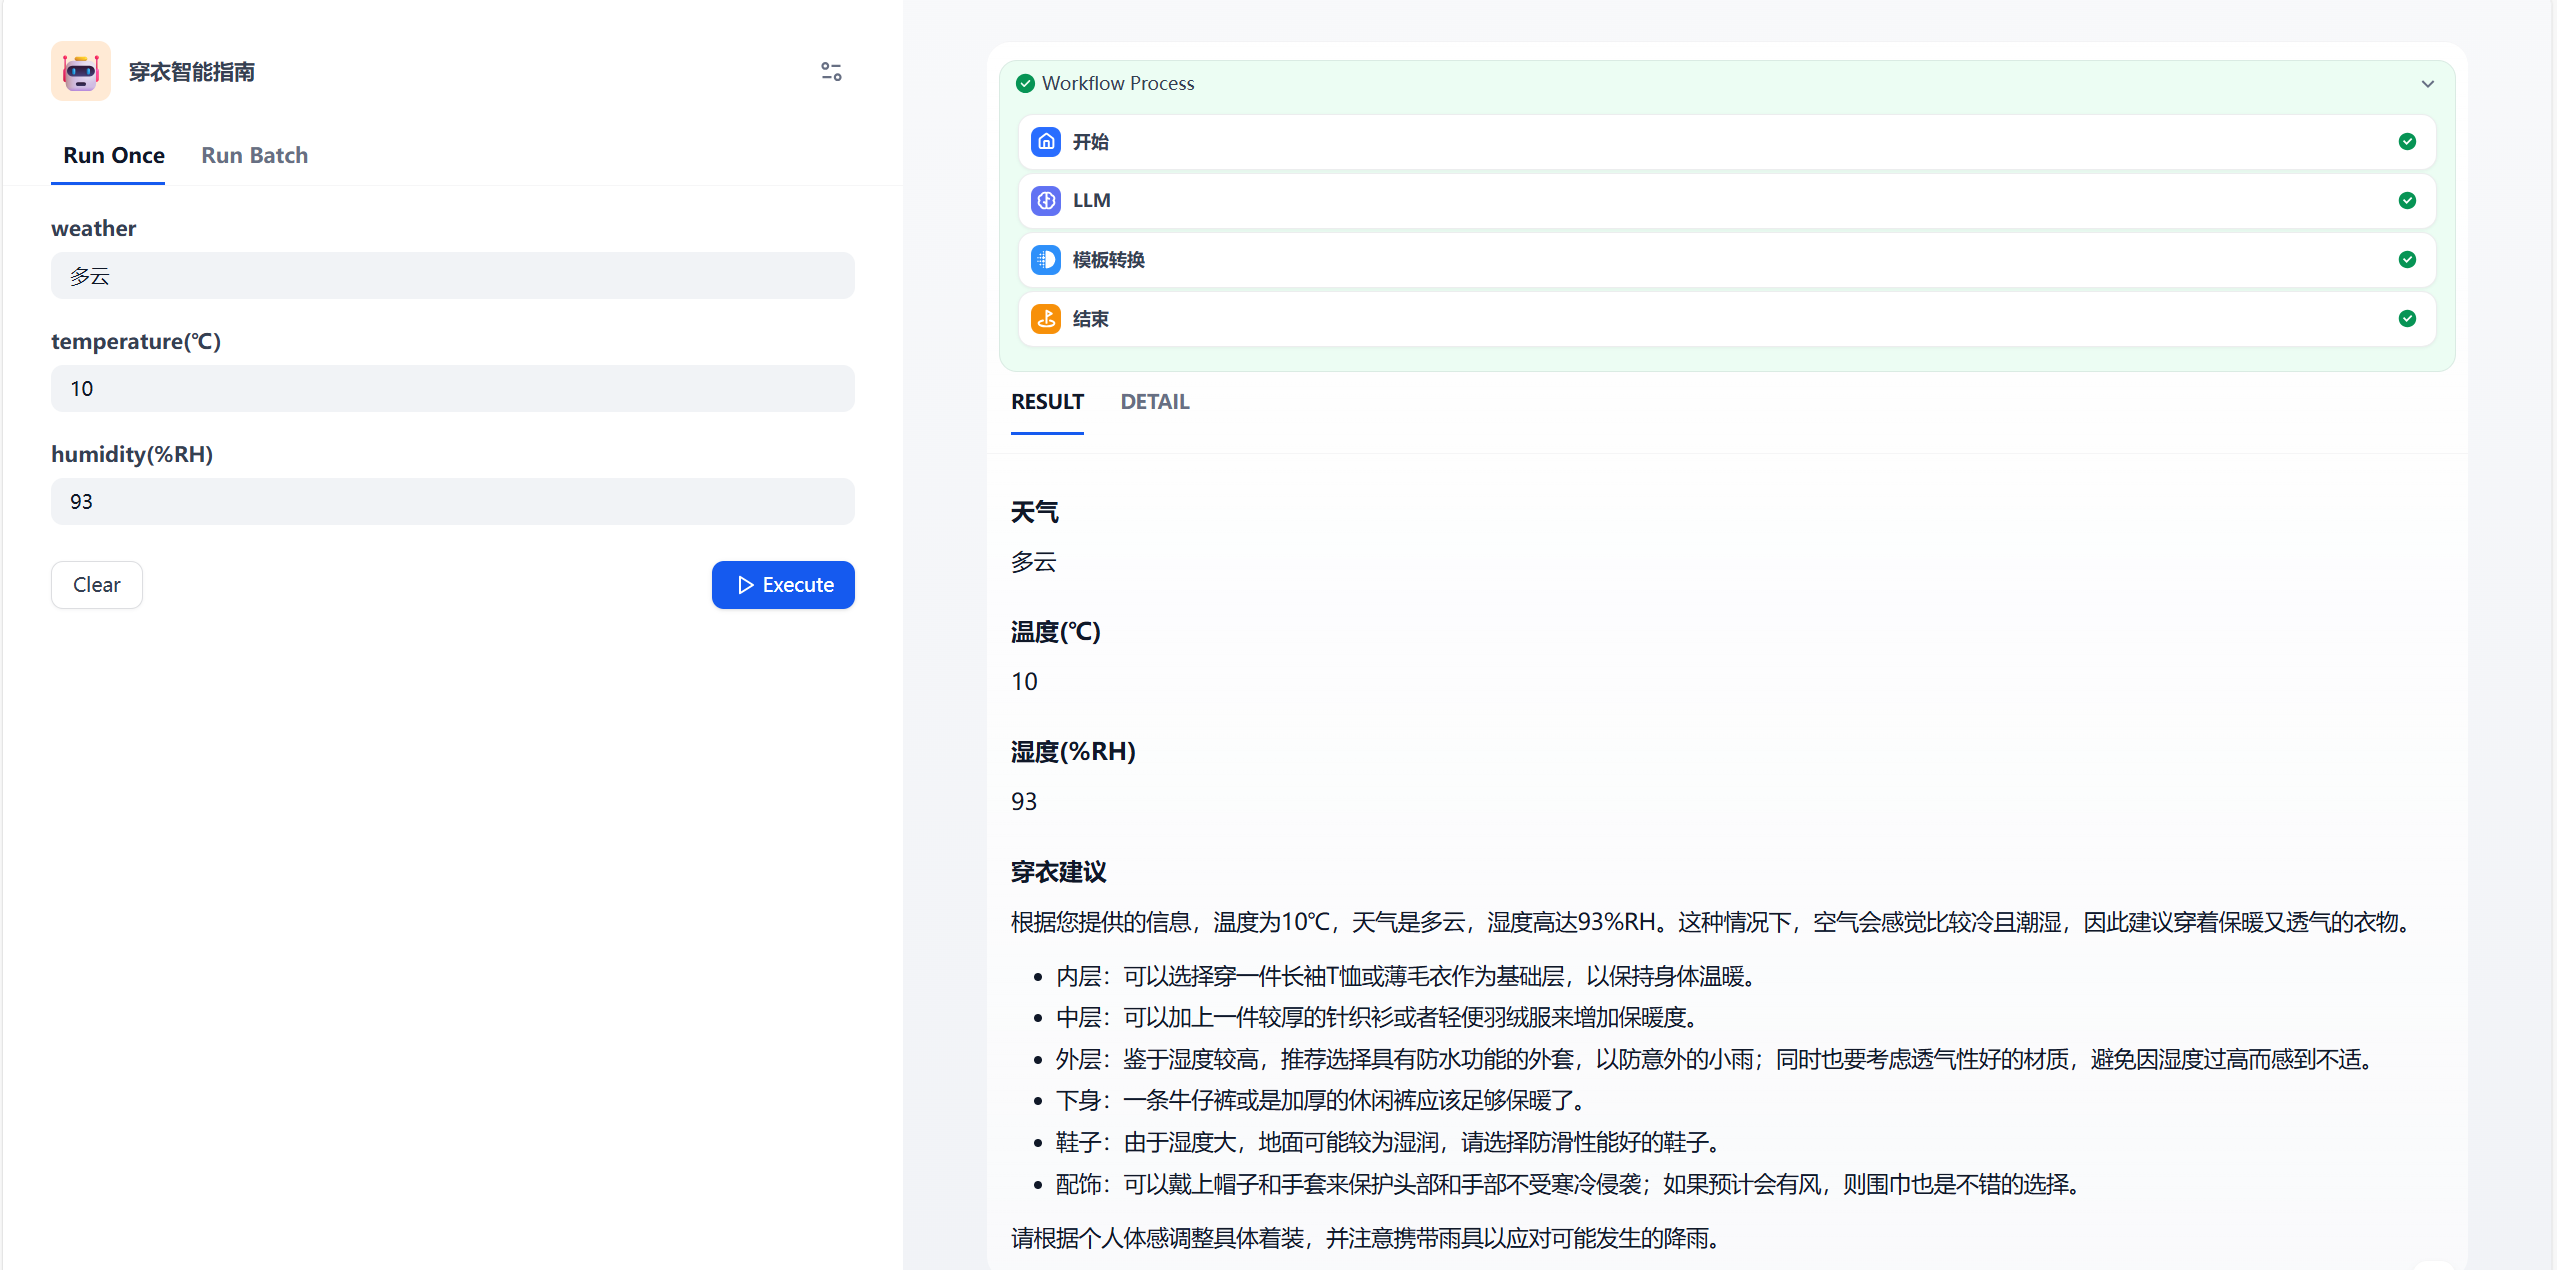 穿衣智能指南
Run Once
Run Batch
weather
多云
temperature(℃)
10
humidity(%RH)
93
Clear
Execute
Workflow Process
开始
LLM
模板转换
结束
RESULT
DETAIL
天气
多云
温度(℃)
10
湿度(%RH)
93
穿衣建议
根据您提供的信息，温度为10℃，天气是多云，湿度高达93%RH。这种情况下，空气会感觉比较冷且潮湿，因此建议穿着保暖又透气的衣物。
• 内层：可以选择穿一件长袖T恤或薄毛衣作为基础层，以保持身体温暖。
• 中层：可以加上一件较厚的针织衫或者轻便羽绒服来增加保暖度。
• 外层：鉴于湿度较高，推荐选择具有防水功能的外套，以防意外的小雨；同时也要考虑透气性好的材质，避免因湿度过高而感到不适。
• 下身：一条牛仔裤或是加厚的休闲裤应该足够保暖了。
• 鞋子：由于湿度大，地面可能较为湿润，请选择防滑性能好的鞋子。
• 配饰：可以戴上帽子和手套来保护头部和手部不受寒冷侵袭；如果预计会有风，则围巾也是不错的选择。
请根据个人体感调整具体着装，并注意携带雨具以应对可能发生的降雨。